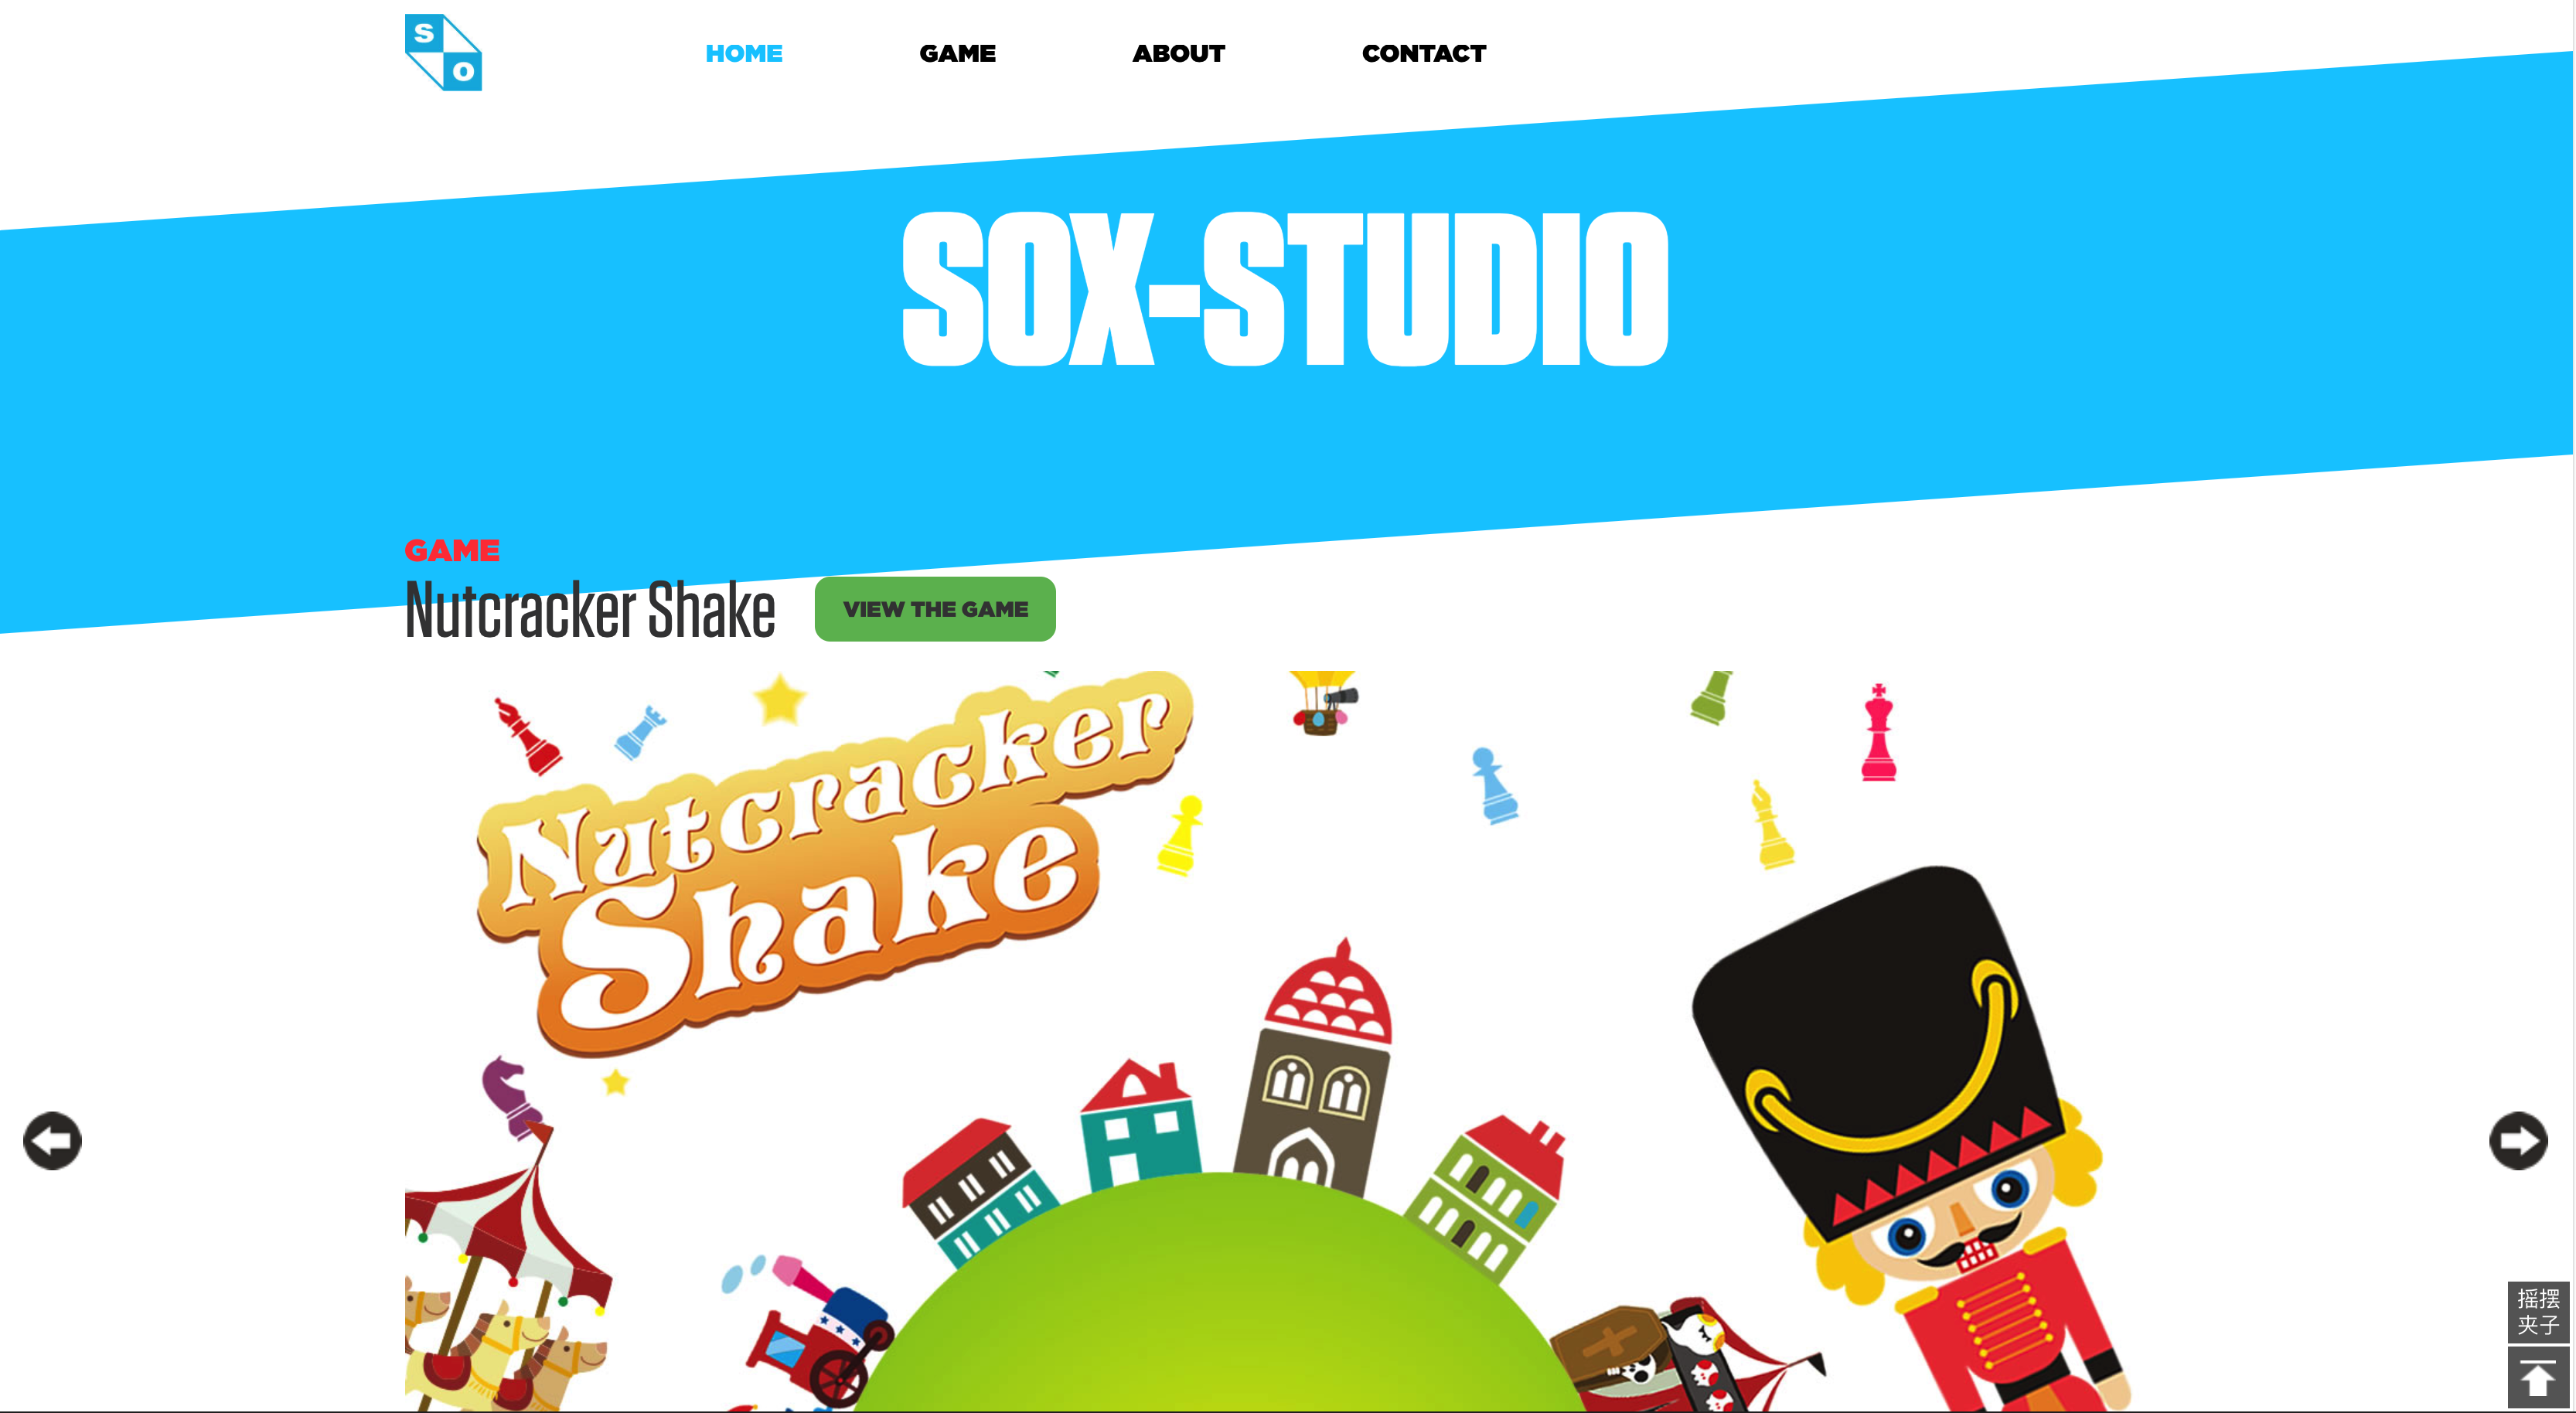 S
O
HOME
GAME
ABOUT
CONTACT
SOX-STUDIO
GAME
Nutcracker Shake
VIEW THE GAME
Nutcracker
Shake
摇摆
夹子